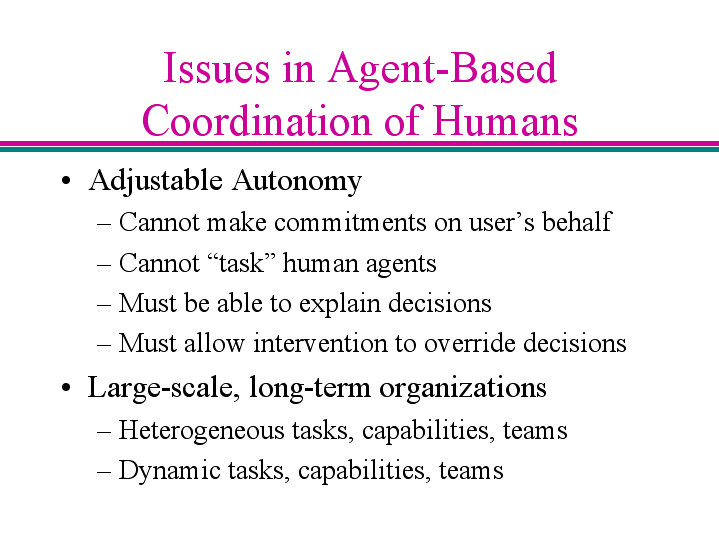 Issues in Agent-Based
Coordination of Humans
• Adjustable Autonomy
– Cannot make commitments on user’s behalf
– Cannot “task” human agents
– Must be able to explain decisions
– Must allow intervention to override decisions
• Large-scale, long-term organizations
– Heterogeneous tasks, capabilities, teams
– Dynamic tasks, capabilities, teams